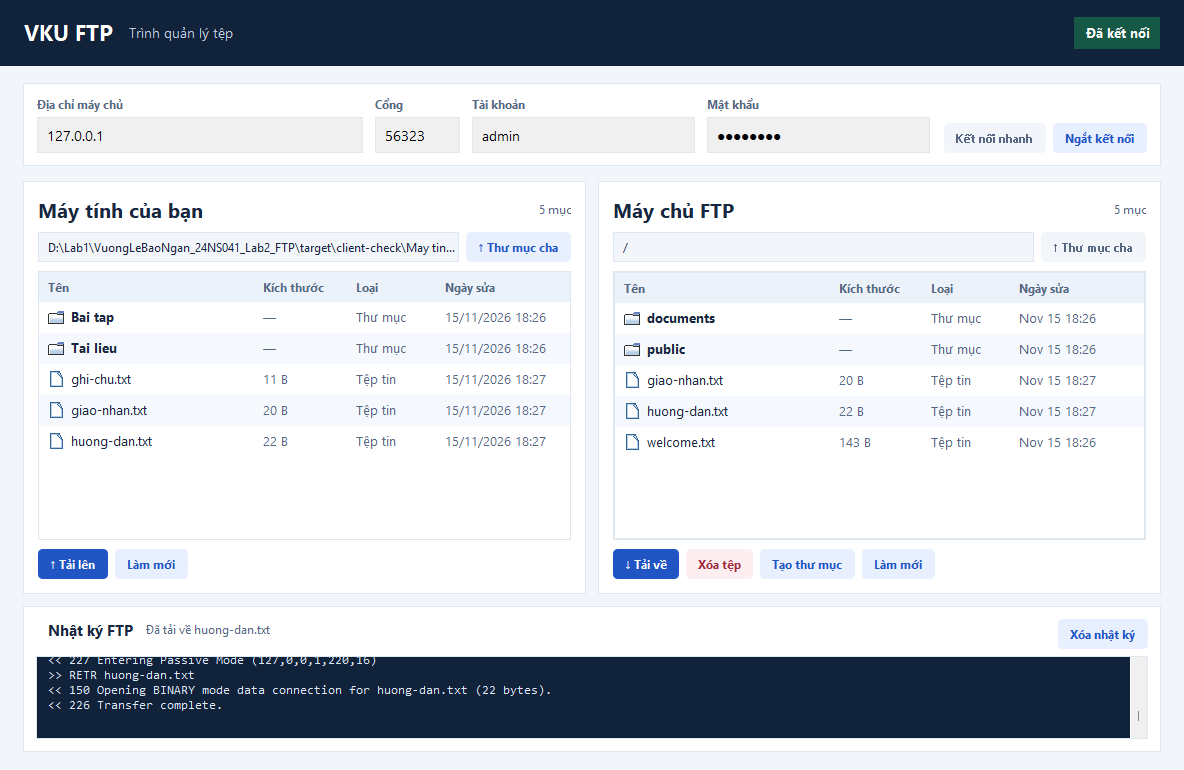 VKU FTP Trình quản lý tệp Đã kết nối
Địa chỉ máy chủ Cổng Tài khoản Mật khẩu
127.0.0.1 56323 admin ●●●●●●●● Kết nối nhanh Ngắt kết nối
Máy tính của bạn 5 mục
D:\Lab1\VuongLeBaoNgan_24NS041_Lab2_FTP\target\client-check\May tin... ↑ Thư mục cha
Tên Kích thước Loại Ngày sửa
Bai tap — Thư mục 15/11/2026 18:26
Tai lieu — Thư mục 15/11/2026 18:26
ghi-chu.txt 11 B Tệp tin 15/11/2026 18:27
giao-nhan.txt 20 B Tệp tin 15/11/2026 18:27
huong-dan.txt 22 B Tệp tin 15/11/2026 18:27
↑ Tải lên Làm mới
Máy chủ FTP 5 mục
/ ↑ Thư mục cha
Tên Kích thước Loại Ngày sửa
documents — Thư mục Nov 15 18:26
public — Thư mục Nov 15 18:26
giao-nhan.txt 20 B Tệp tin Nov 15 18:27
huong-dan.txt 22 B Tệp tin Nov 15 18:27
welcome.txt 143 B Tệp tin Nov 15 18:26
↓ Tải về Xóa tệp Tạo thư mục Làm mới
Nhật ký FTP Đã tải về huong-dan.txt Xóa nhật ký
<< 227 Entering Passive Mode (127,0,0,1,220,16)
>> RETR huong-dan.txt
<< 150 Opening BINARY mode data connection for huong-dan.txt (22 bytes).
<< 226 Transfer complete.